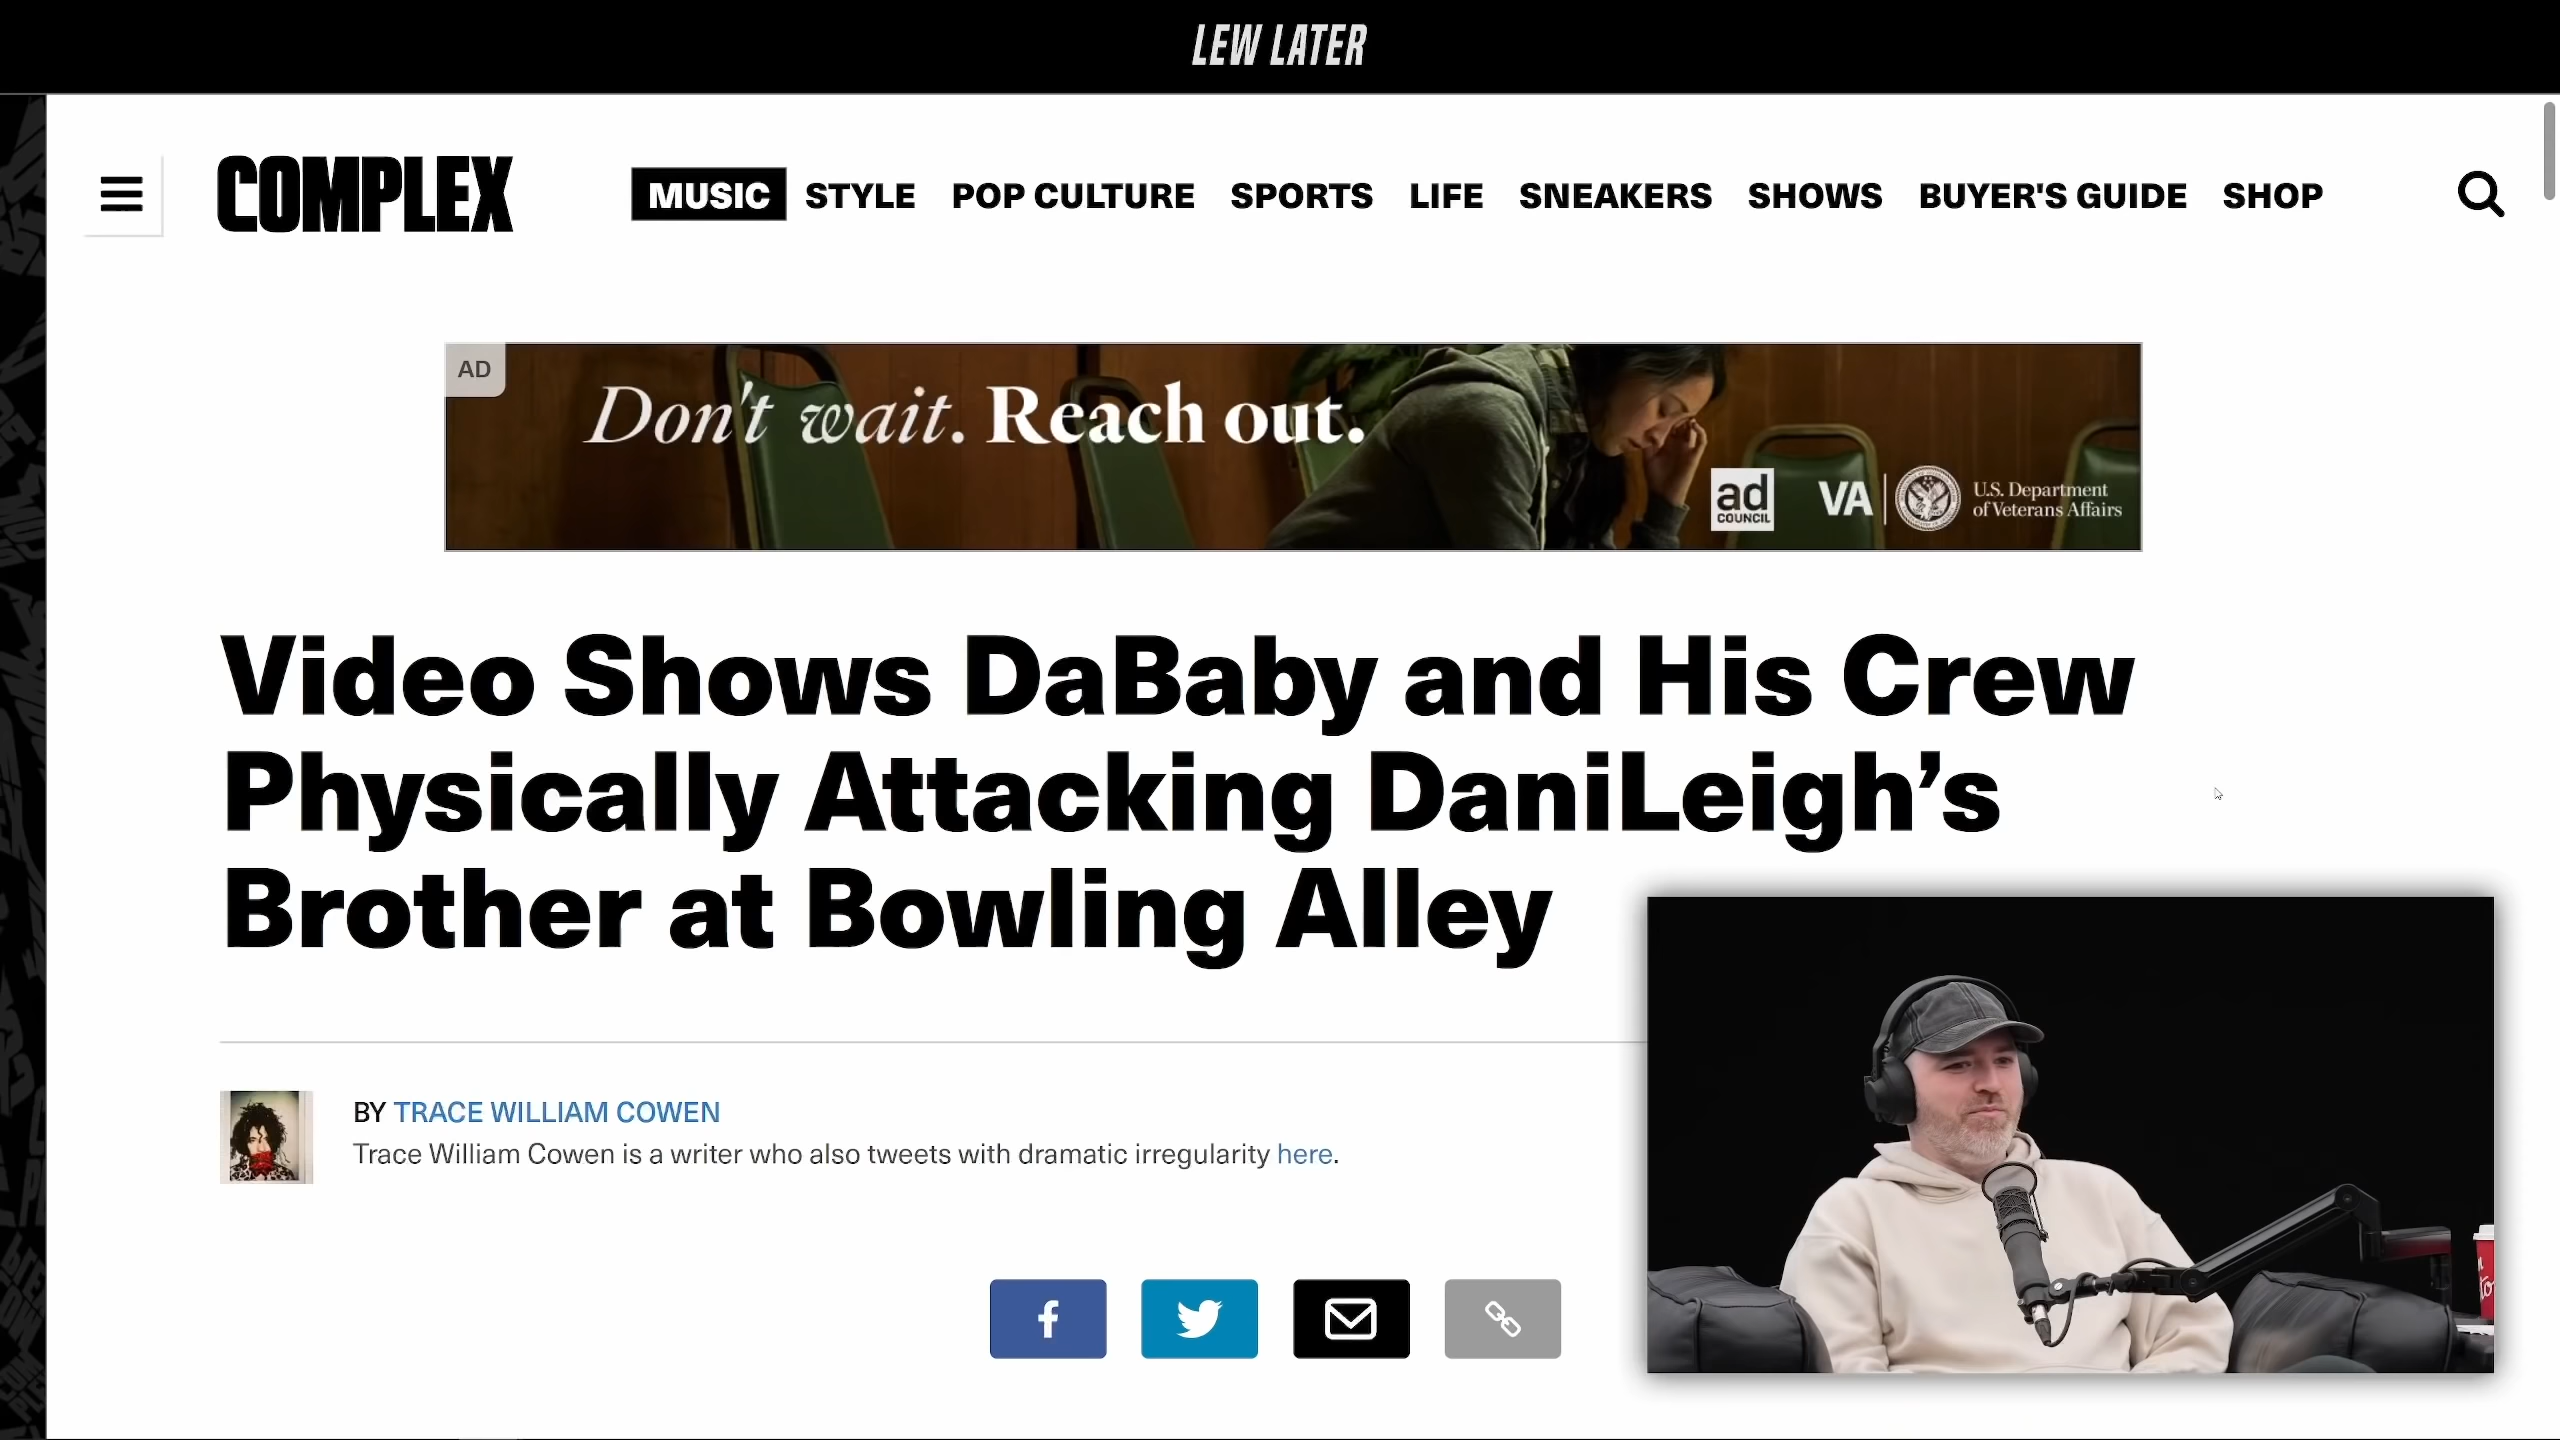 LEW LATER
COMPLEX
MUSIC STYLE POP CULTURE SPORTS LIFE SNEAKERS SHOWS BUYER'S GUIDE SHOP
AD
Don't wait. Reach out.
ad
COUNCIL
VA
U.S. Department
of Veterans Affairs
Video Shows DaBaby and His Crew
Physically Attacking DaniLeigh’s
Brother at Bowling Alley
BY TRACE WILLIAM COWEN
Trace William Cowen is a writer who also tweets with dramatic irregularity here.